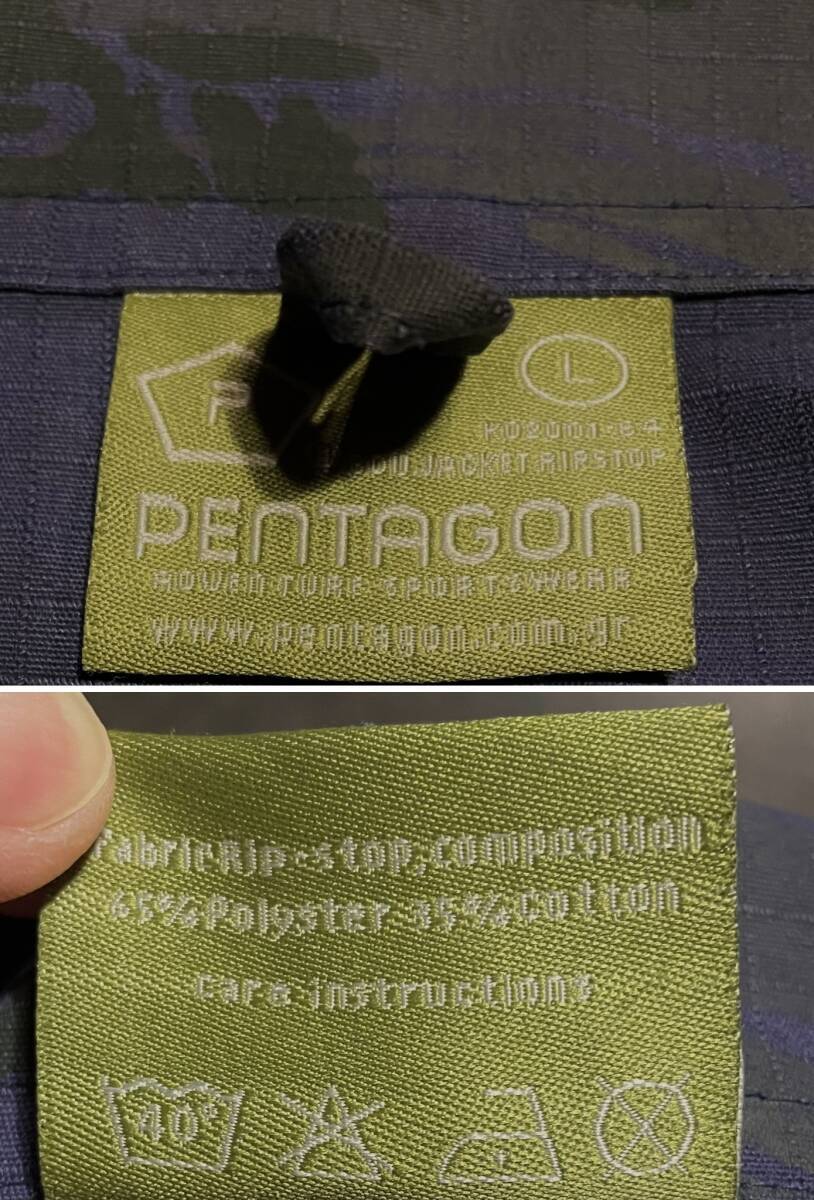 P
L
K02001-64
BDU JACKET RIPSTOP
PENTAGON
ADVENTURE SPORTSWEAR
www.pentagon.com.gr
Fabric:Rip-stop,Composition
65%Polyster 35%Cotton
care instructions
40°